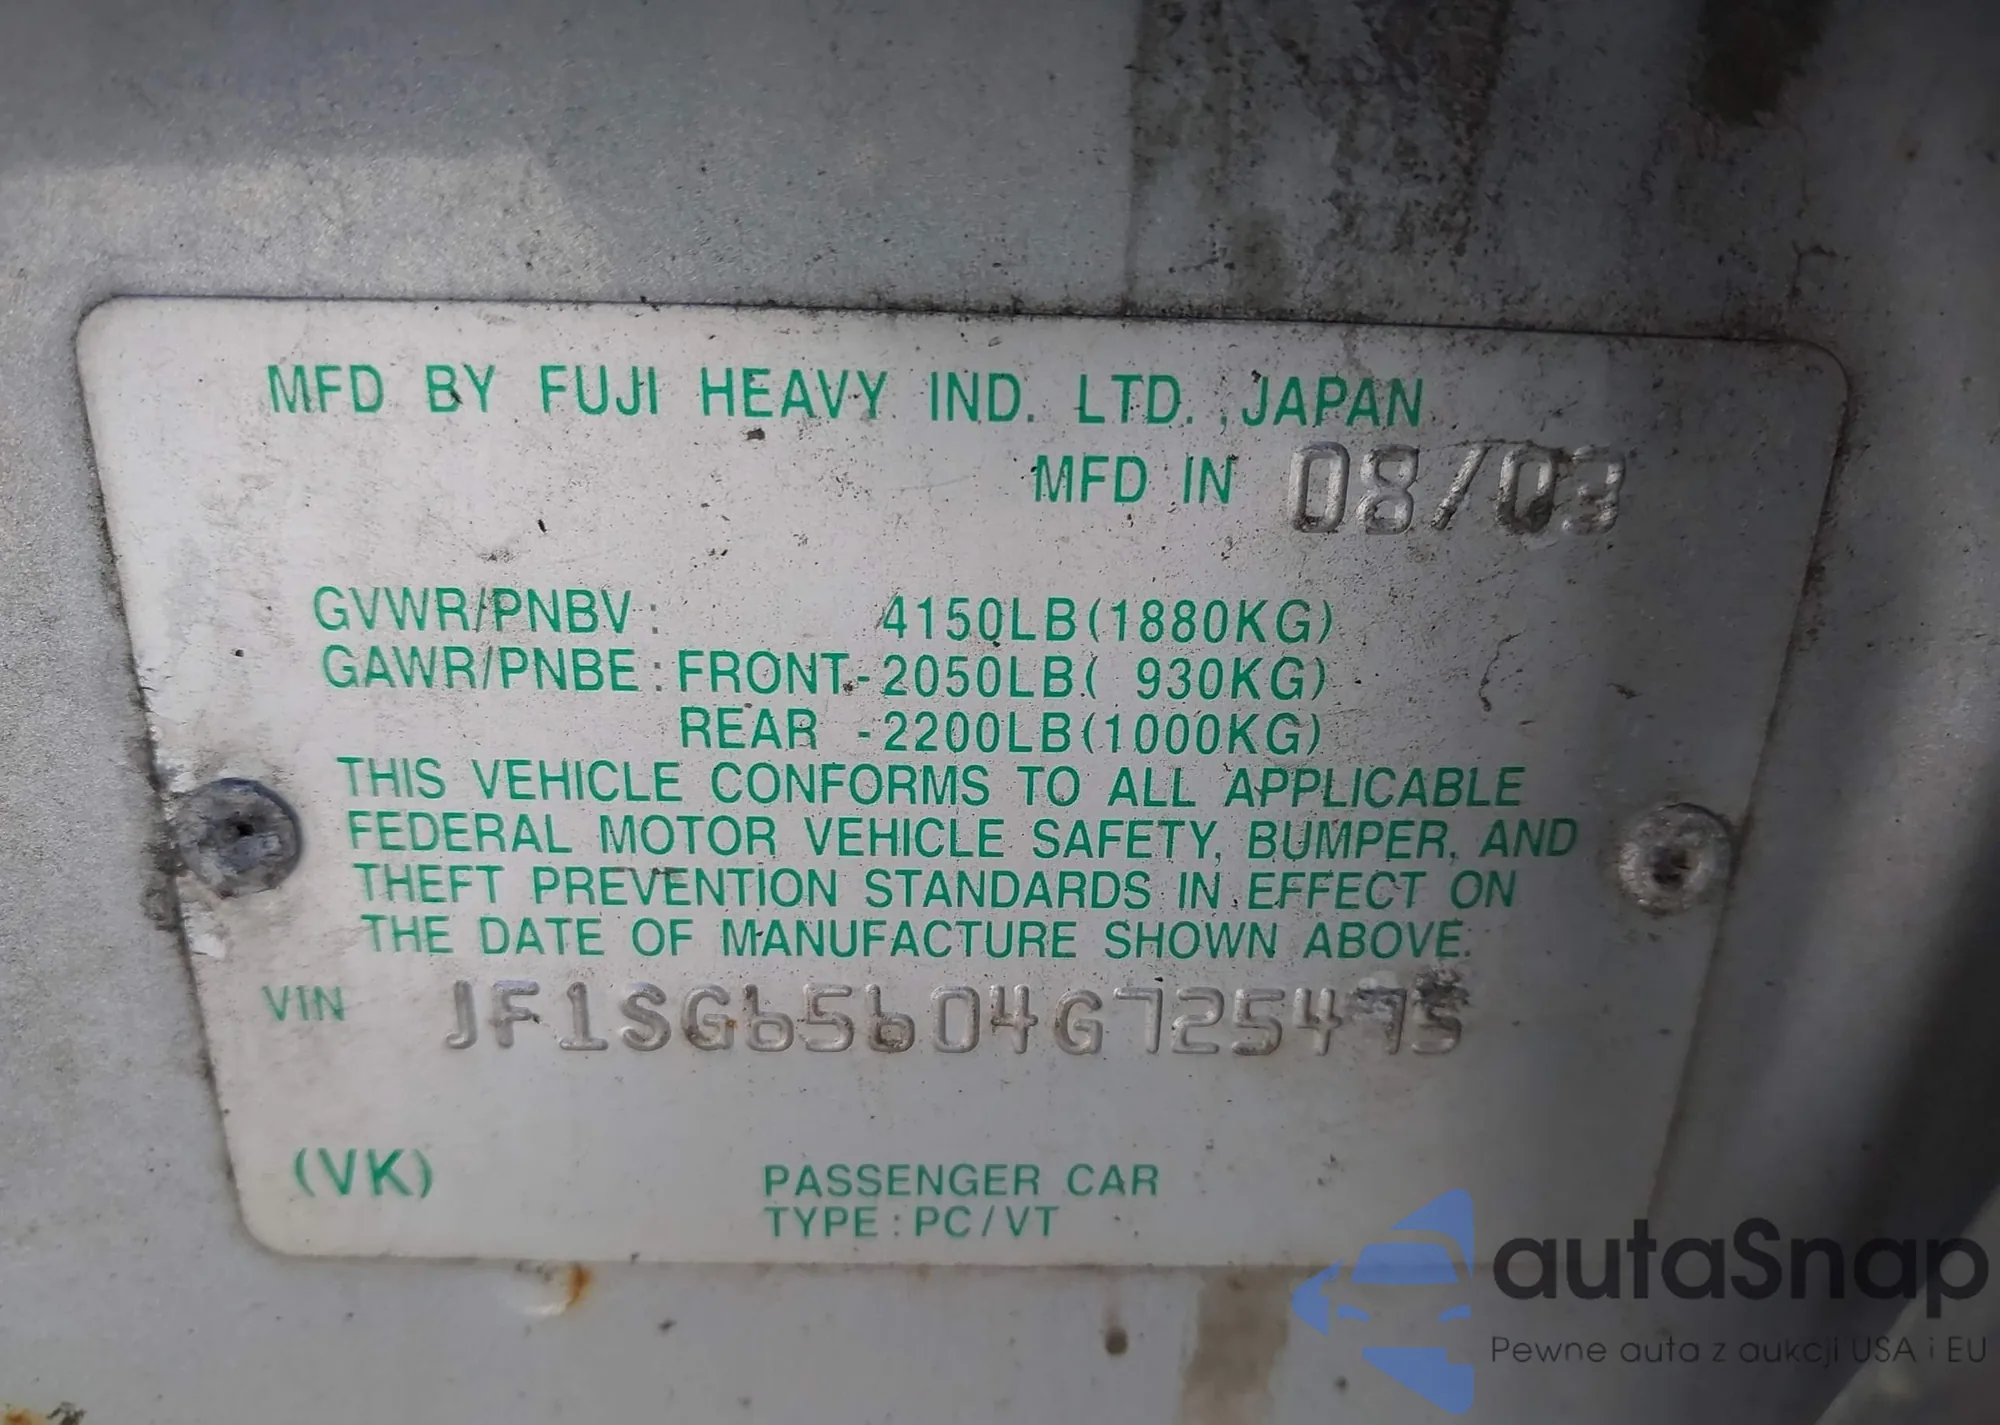 MFD BY FUJI HEAVY IND. LTD., JAPAN
MFD IN 08/03
GVWR/PNBV: 4150LB(1880KG)
GAWR/PNBE: FRONT-2050LB( 930KG)
REAR -2200LB(1000KG)
THIS VEHICLE CONFORMS TO ALL APPLICABLE
FEDERAL MOTOR VEHICLE SAFETY, BUMPER, AND
THEFT PREVENTION STANDARDS IN EFFECT ON
THE DATE OF MANUFACTURE SHOWN ABOVE.
VIN JF1SG65604G725475
(VK)
PASSENGER CAR
TYPE: PC/VT
autaSnap
Pewne auta z aukcji USA i EU